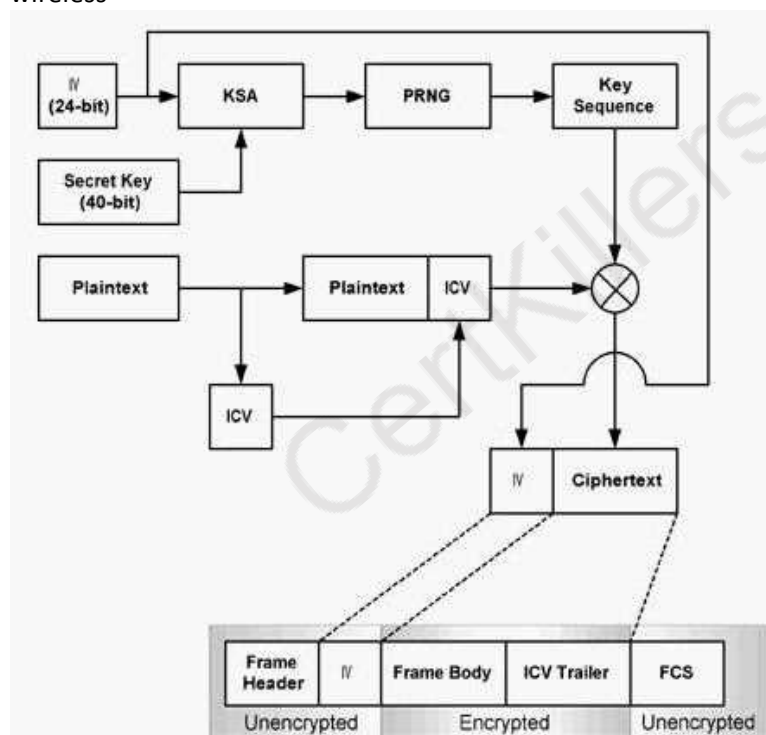 wireless
IV
(24-bit)
KSA
PRNG
Key
Sequence
Secret Key
(40-bit)
Plaintext
Plaintext
ICV
ICV
IV
Ciphertext
Frame
Header
IV
Frame Body
ICV Trailer
FCS
Unencrypted
Encrypted
Unencrypted
CertKillers